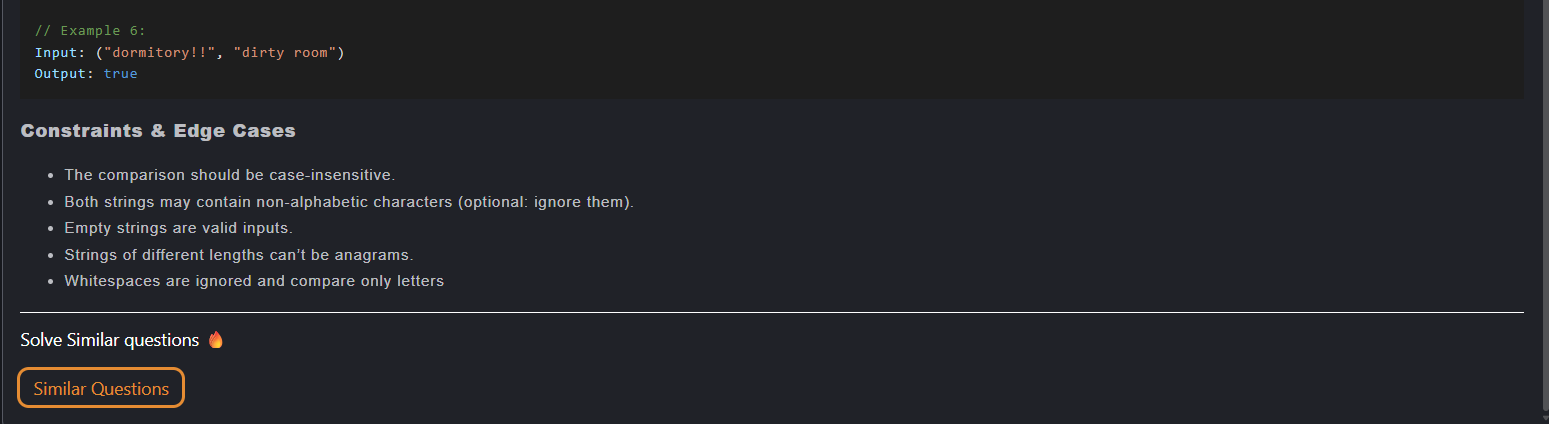 // Example 6:
Input: ("dormitory!!", "dirty room")
Output: true
Constraints & Edge Cases
• The comparison should be case-insensitive.
• Both strings may contain non-alphabetic characters (optional: ignore them).
• Empty strings are valid inputs.
• Strings of different lengths can’t be anagrams.
• Whitespaces are ignored and compare only letters
Solve Similar questions 🔥
Similar Questions